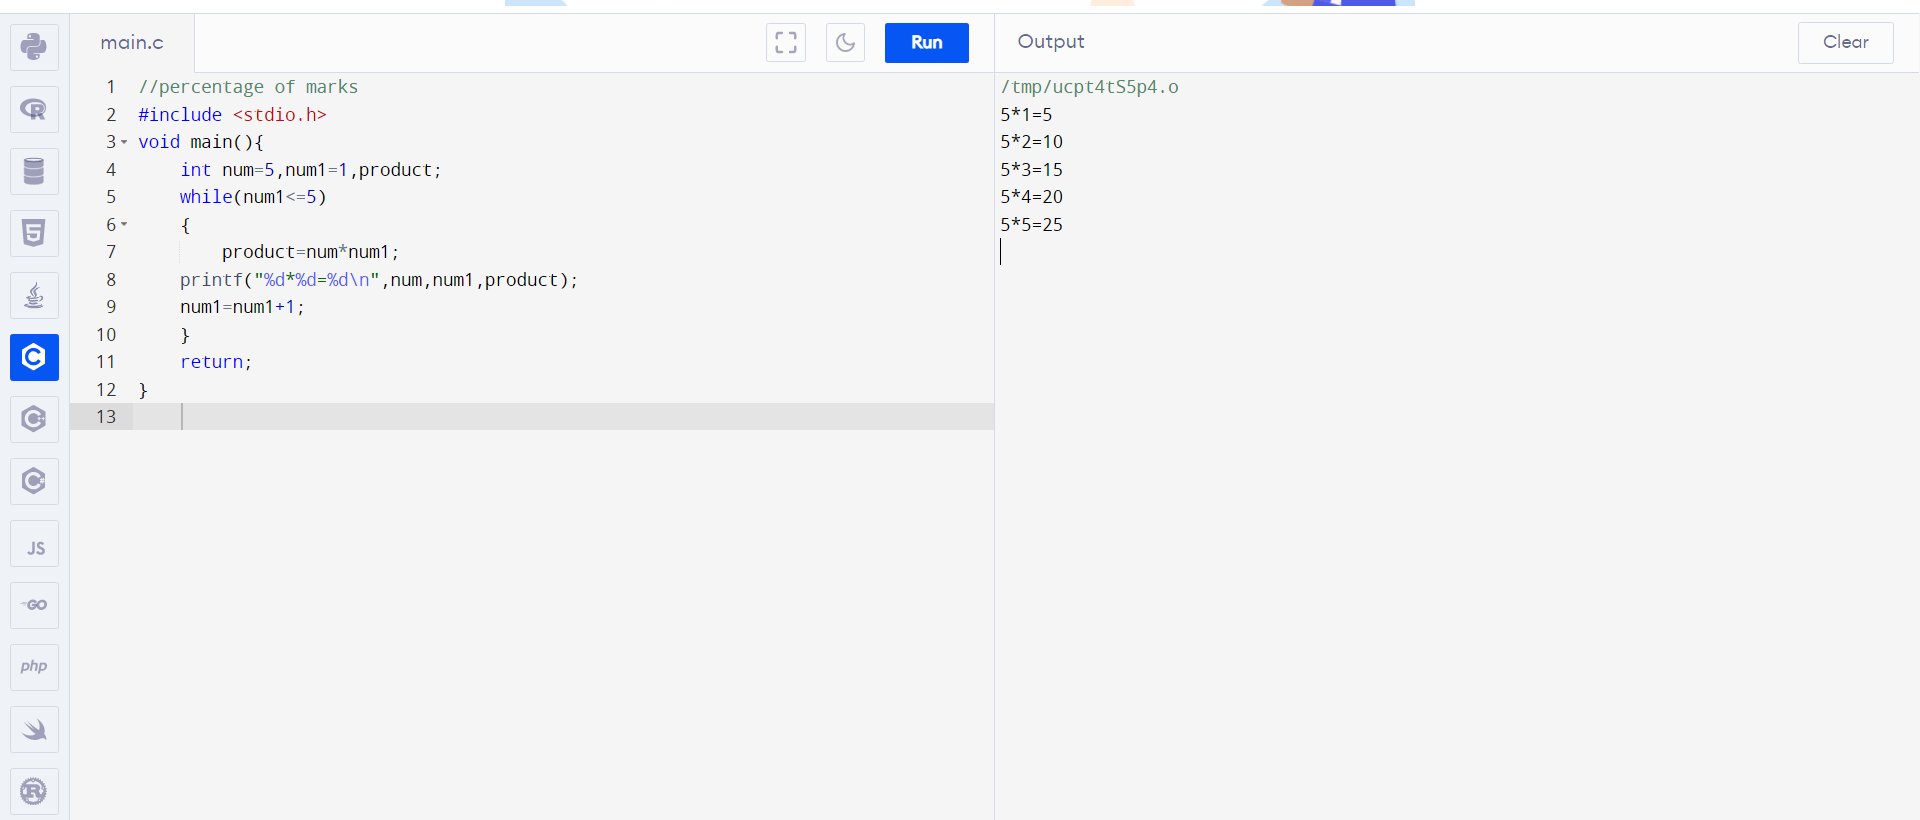 main.c
Run
Output
Clear
1 //percentage of marks
2 #include <stdio.h>
3 void main(){
4     int num=5,num1=1,product;
5     while(num1<=5)
6     {
7         product=num*num1;
8     printf("%d*%d=%d\n",num,num1,product);
9     num1=num1+1;
10     }
11     return;
12 }
13
/tmp/ucpt4tS5p4.o
5*1=5
5*2=10
5*3=15
5*4=20
5*5=25
R
5
C
C
C
JS
GO
php
R